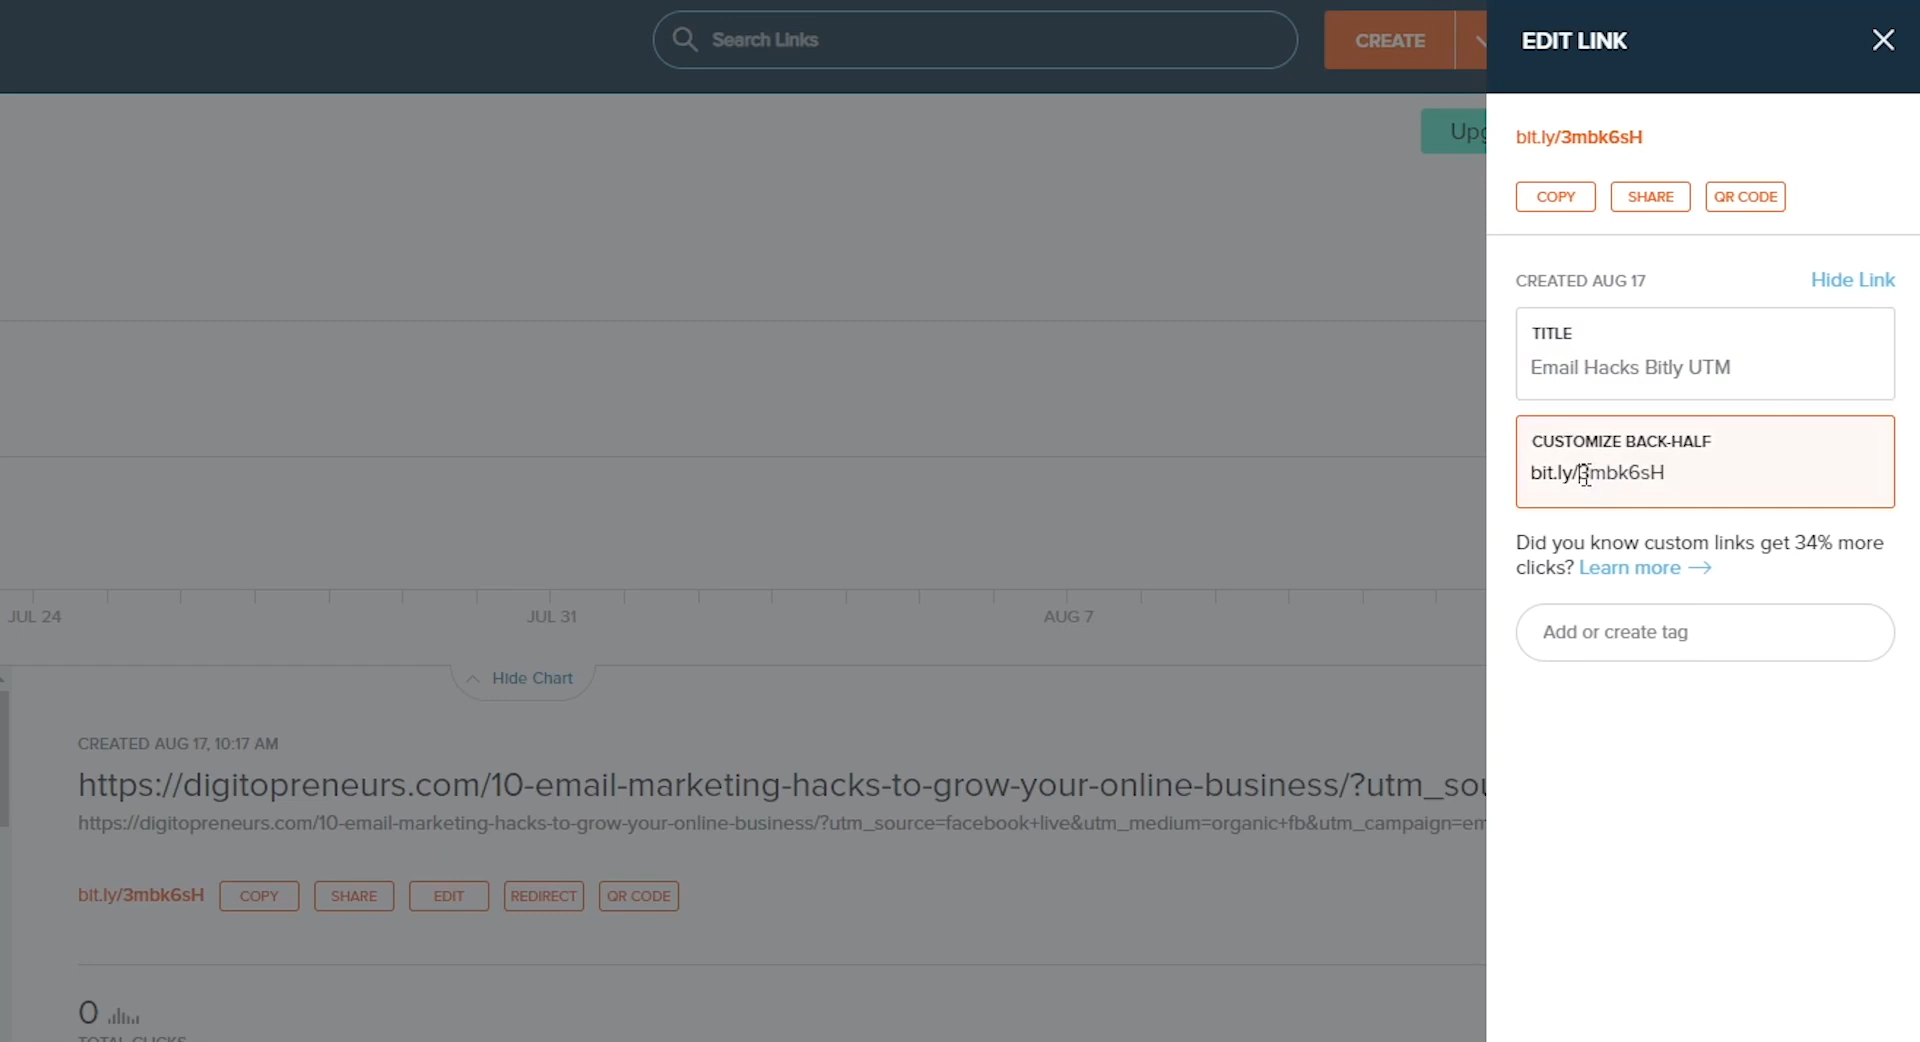 Search Links
CREATE
EDIT LINK
bit.ly/3mbk6sH
COPY SHARE QR CODE
CREATED AUG 17
Hide Link
TITLE
Email Hacks Bitly UTM
CUSTOMIZE BACK-HALF
bit.ly/3mbk6sH
Did you know custom links get 34% more
clicks? Learn more →
Add or create tag
JUL 24
JUL 31
AUG 7
Hide Chart
CREATED AUG 17, 10:17 AM
https://digitopreneurs.com/10-email-marketing-hacks-to-grow-your-online-business/?utm_sou
https://digitopreneurs.com/10-email-marketing-hacks-to-grow-your-online-business/?utm_source=facebook+live&utm_medium=organic+fb&utm_campaign=em
bit.ly/3mbk6sH COPY SHARE EDIT REDIRECT QR CODE
0
TOTAL CLICKS